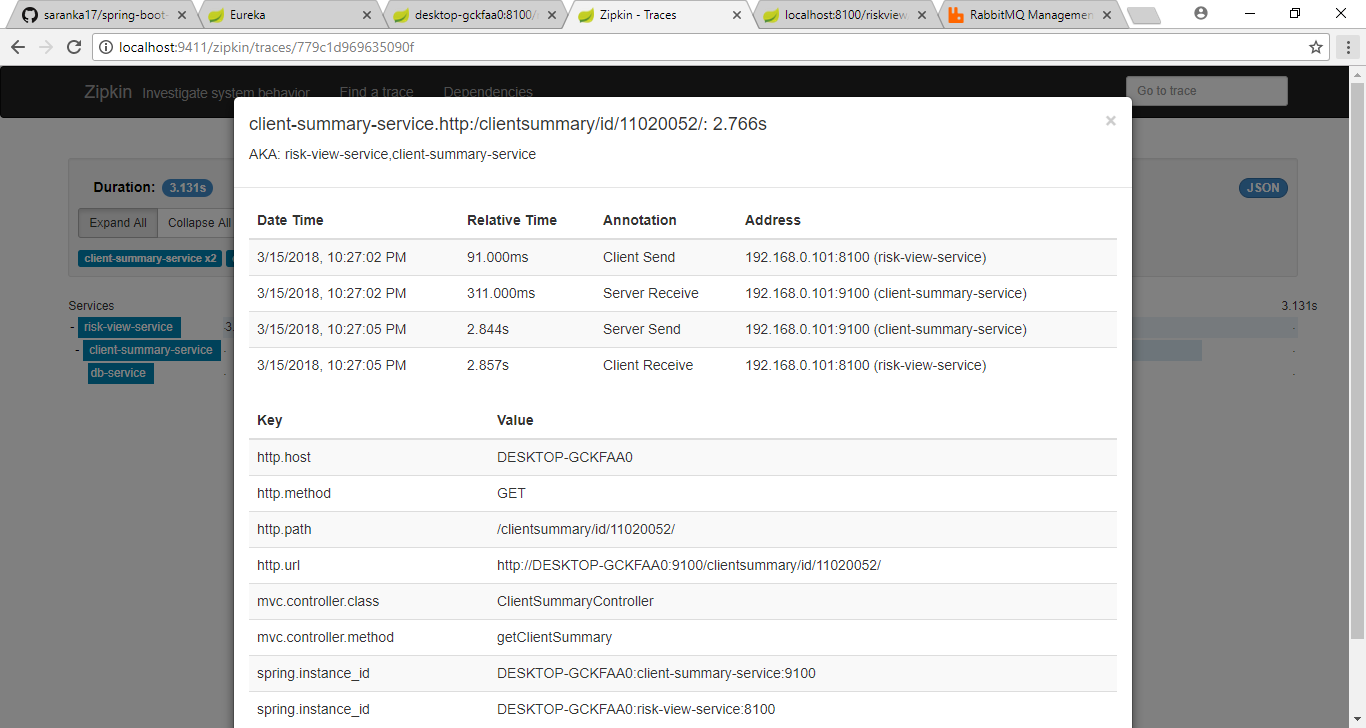 saranka17/spring-boot-
Eureka
desktop-gckfaa0:8100/
Zipkin - Traces
localhost:8100/riskview
RabbitMQ Management
localhost:9411/zipkin/traces/779c1d969635090f
Zipkin Investigate system behavior Find a trace Dependencies Go to trace
client-summary-service.http:/clientsummary/id/11020052/: 2.766s
×
AKA: risk-view-service,client-summary-service
Duration: 3.131s
JSON
Expand All Collapse All
client-summary-service x2
Services 3.131s
- risk-view-service 3.
- client-summary-service
db-service
Date Time Relative Time Annotation Address
3/15/2018, 10:27:02 PM 91.000ms Client Send 192.168.0.101:8100 (risk-view-service)
3/15/2018, 10:27:02 PM 311.000ms Server Receive 192.168.0.101:9100 (client-summary-service)
3/15/2018, 10:27:05 PM 2.844s Server Send 192.168.0.101:9100 (client-summary-service)
3/15/2018, 10:27:05 PM 2.857s Client Receive 192.168.0.101:8100 (risk-view-service)
Key Value
http.host DESKTOP-GCKFAA0
http.method GET
http.path /clientsummary/id/11020052/
http.url http://DESKTOP-GCKFAA0:9100/clientsummary/id/11020052/
mvc.controller.class ClientSummaryController
mvc.controller.method getClientSummary
spring.instance_id DESKTOP-GCKFAA0:client-summary-service:9100
spring.instance_id DESKTOP-GCKFAA0:risk-view-service:8100